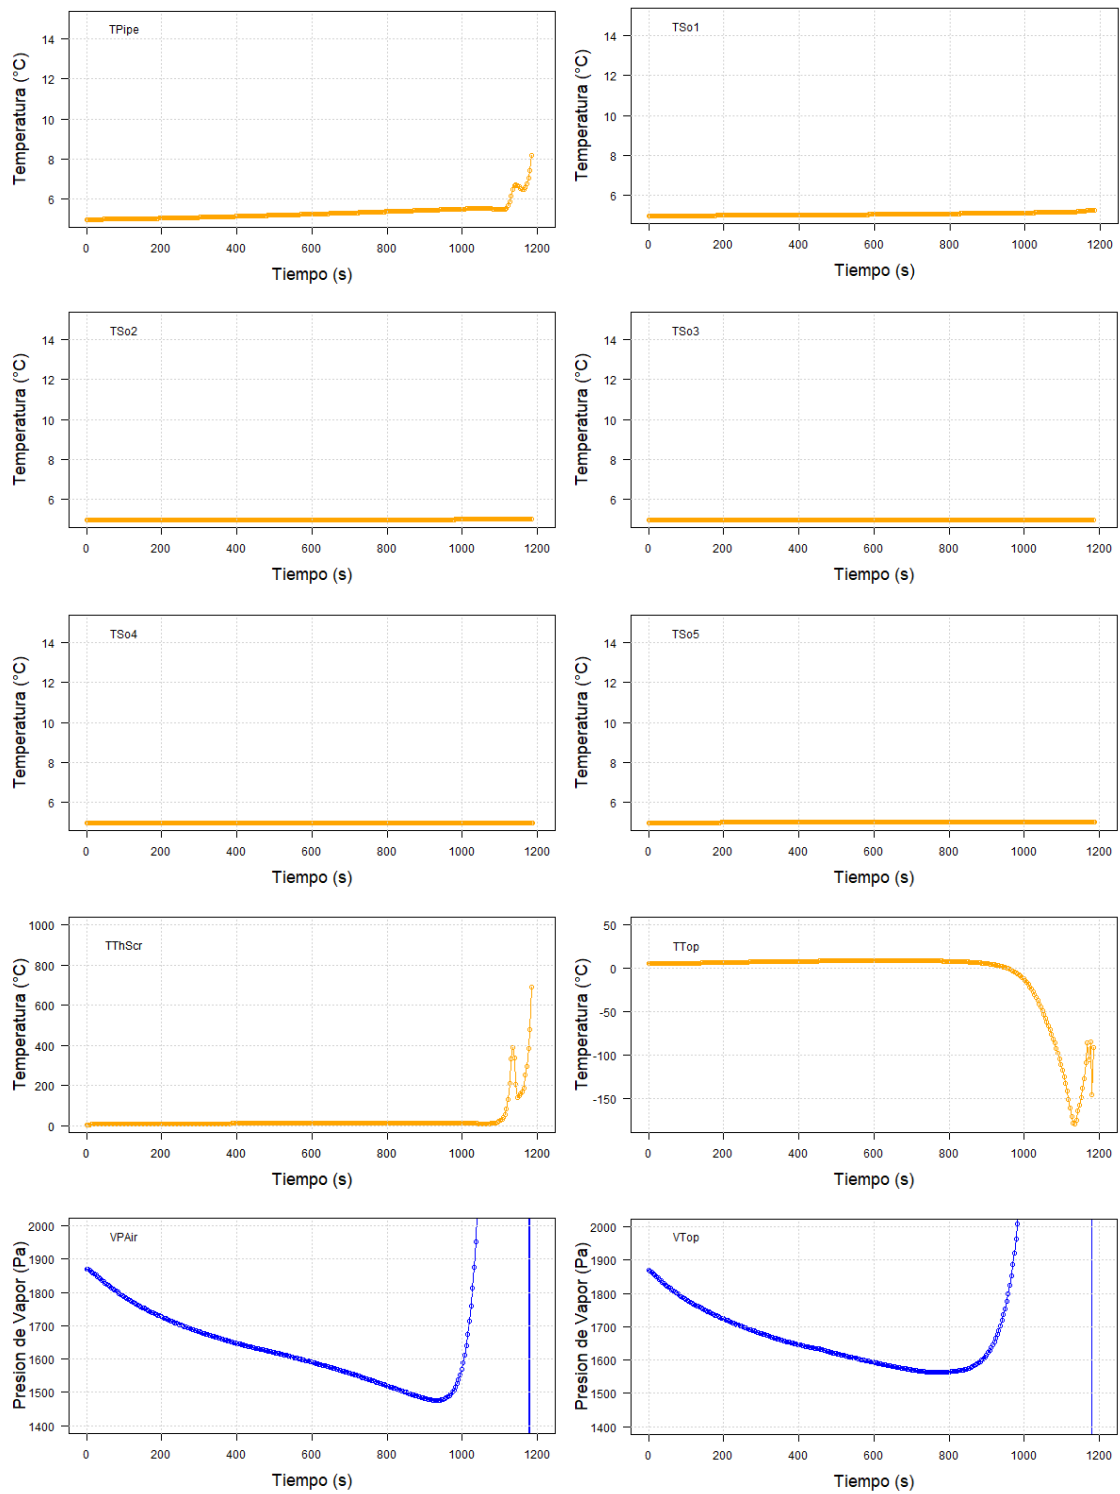 TPipe
Temperatura (°C)
14
12
10
8
6
0 200 400 600 800 1000 1200
Tiempo (s)
TSo1
Temperatura (°C)
14
12
10
8
6
0 200 400 600 800 1000 1200
Tiempo (s)
TSo2
Temperatura (°C)
14
12
10
8
6
0 200 400 600 800 1000 1200
Tiempo (s)
TSo3
Temperatura (°C)
14
12
10
8
6
0 200 400 600 800 1000 1200
Tiempo (s)
TSo4
Temperatura (°C)
14
12
10
8
6
0 200 400 600 800 1000 1200
Tiempo (s)
TSo5
Temperatura (°C)
14
12
10
8
6
0 200 400 600 800 1000 1200
Tiempo (s)
TThScr
Temperatura (°C)
1000
800
600
400
200
0
0 200 400 600 800 1000 1200
Tiempo (s)
TTop
Temperatura (°C)
50
0
-50
-100
-150
0 200 400 600 800 1000 1200
Tiempo (s)
VPAir
Presion de Vapor (Pa)
2000
1900
1800
1700
1600
1500
1400
0 200 400 600 800 1000 1200
Tiempo (s)
VTop
Presion de Vapor (Pa)
2000
1900
1800
1700
1600
1500
1400
0 200 400 600 800 1000 1200
Tiempo (s)